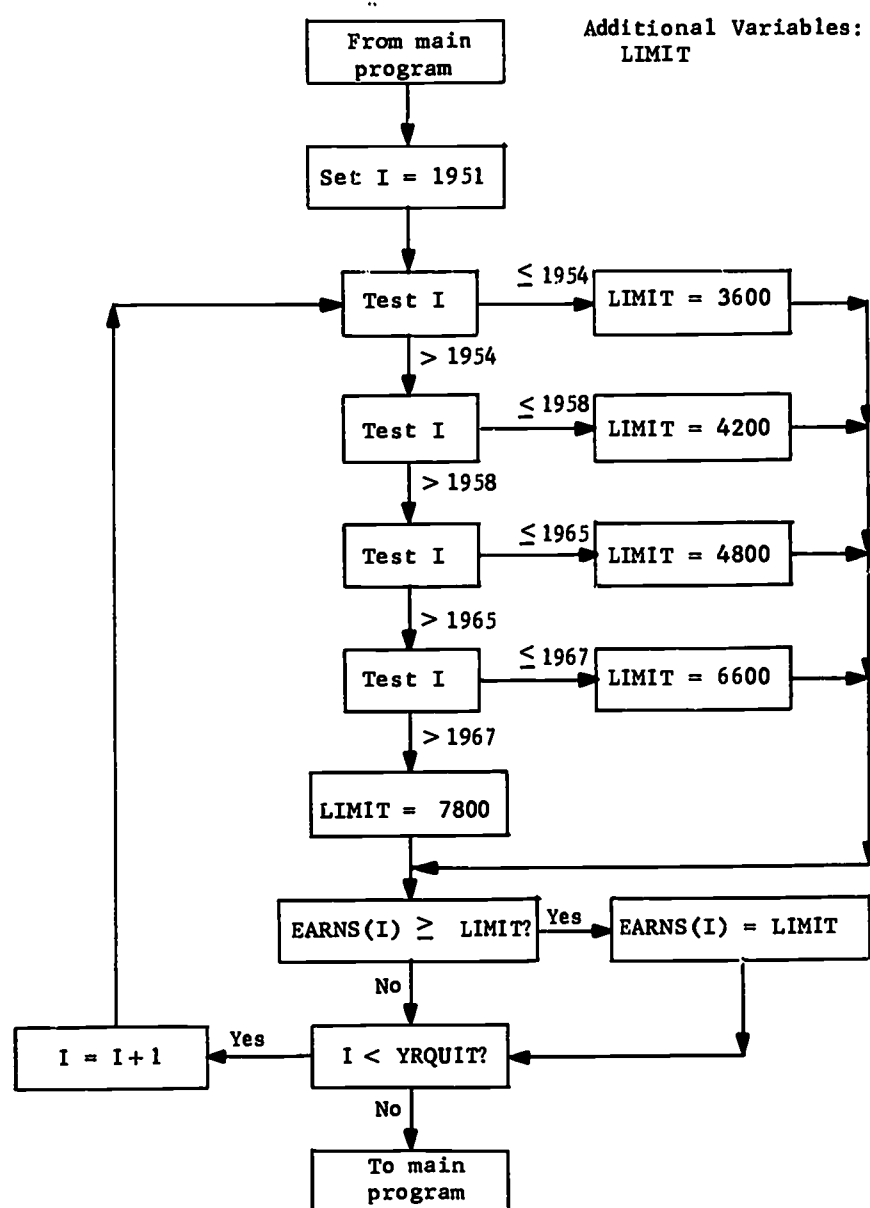 From main
program
Additional Variables:
LIMIT
Set I = 1951
Test I
≤ 1954
LIMIT = 3600
> 1954
Test I
≤ 1958
LIMIT = 4200
> 1958
Test I
≤ 1965
LIMIT = 4800
> 1965
Test I
≤ 1967
LIMIT = 6600
> 1967
LIMIT = 7800
EARNS(I) ≥ LIMIT?
Yes
EARNS(I) = LIMIT
No
I = I+1
Yes
I < YRQUIT?
No
To main
program